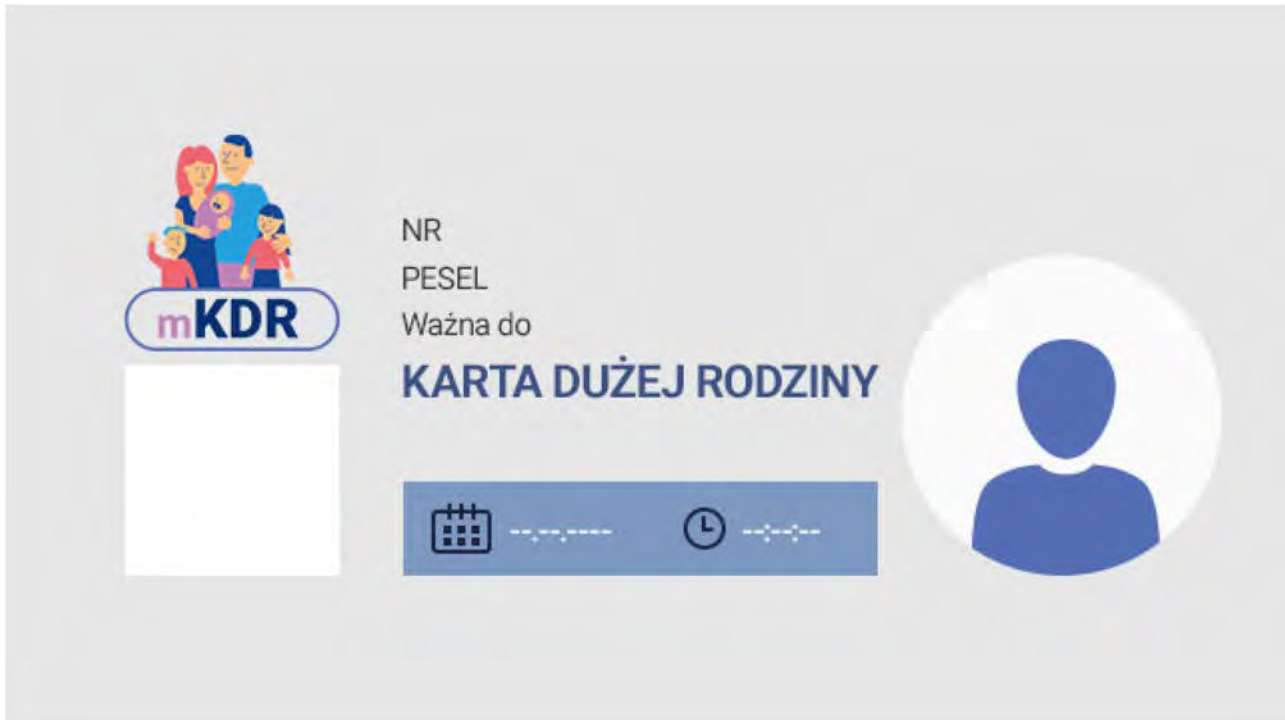 mKDR
NR
PESEL
Ważna do
KARTA DUŻEJ RODZINY
--.--.---- --:--:--